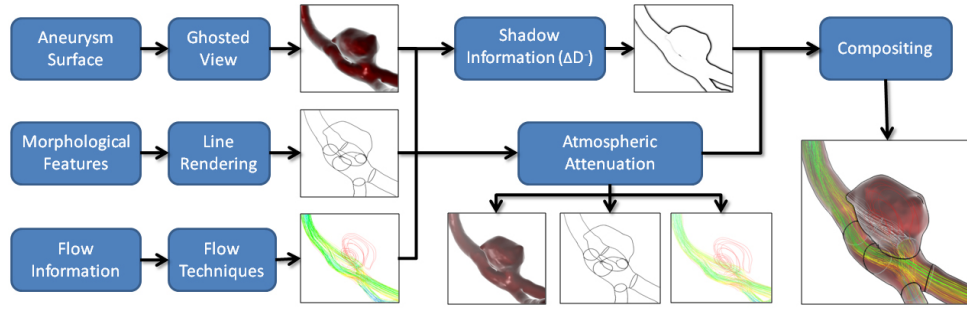 Aneurysm
Surface
Ghosted
View
Shadow
Information (ΔD⁻)
Compositing
Morphological
Features
Line
Rendering
Atmospheric
Attenuation
Flow
Information
Flow
Techniques